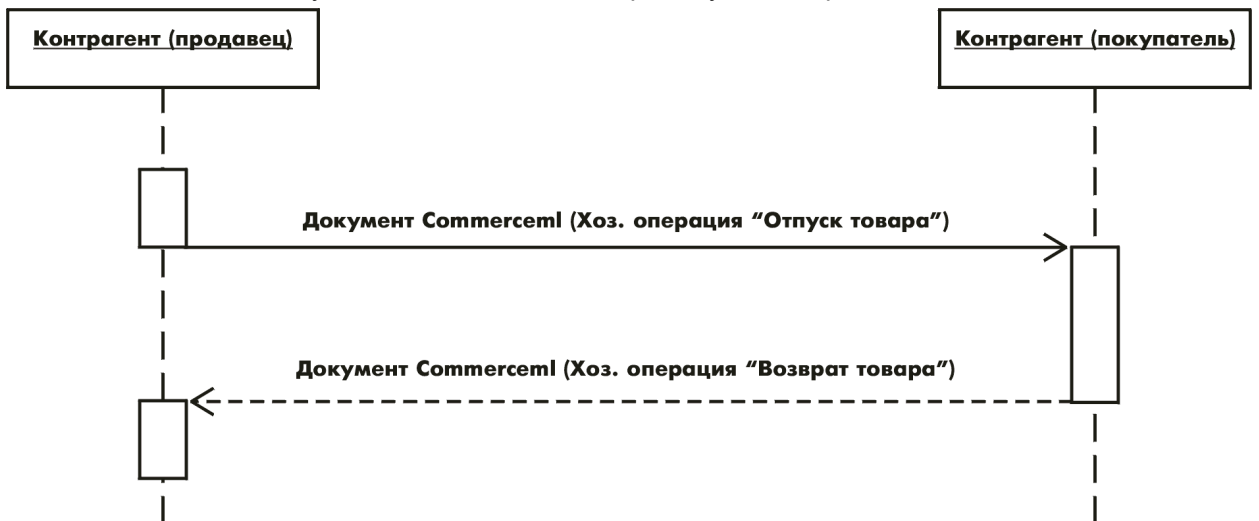 Контрагент (продавец)
Контрагент (покупатель)
Документ Commerceml (Хоз. операция “Отпуск товара”)
Документ Commerceml (Хоз. операция “Возврат товара”)